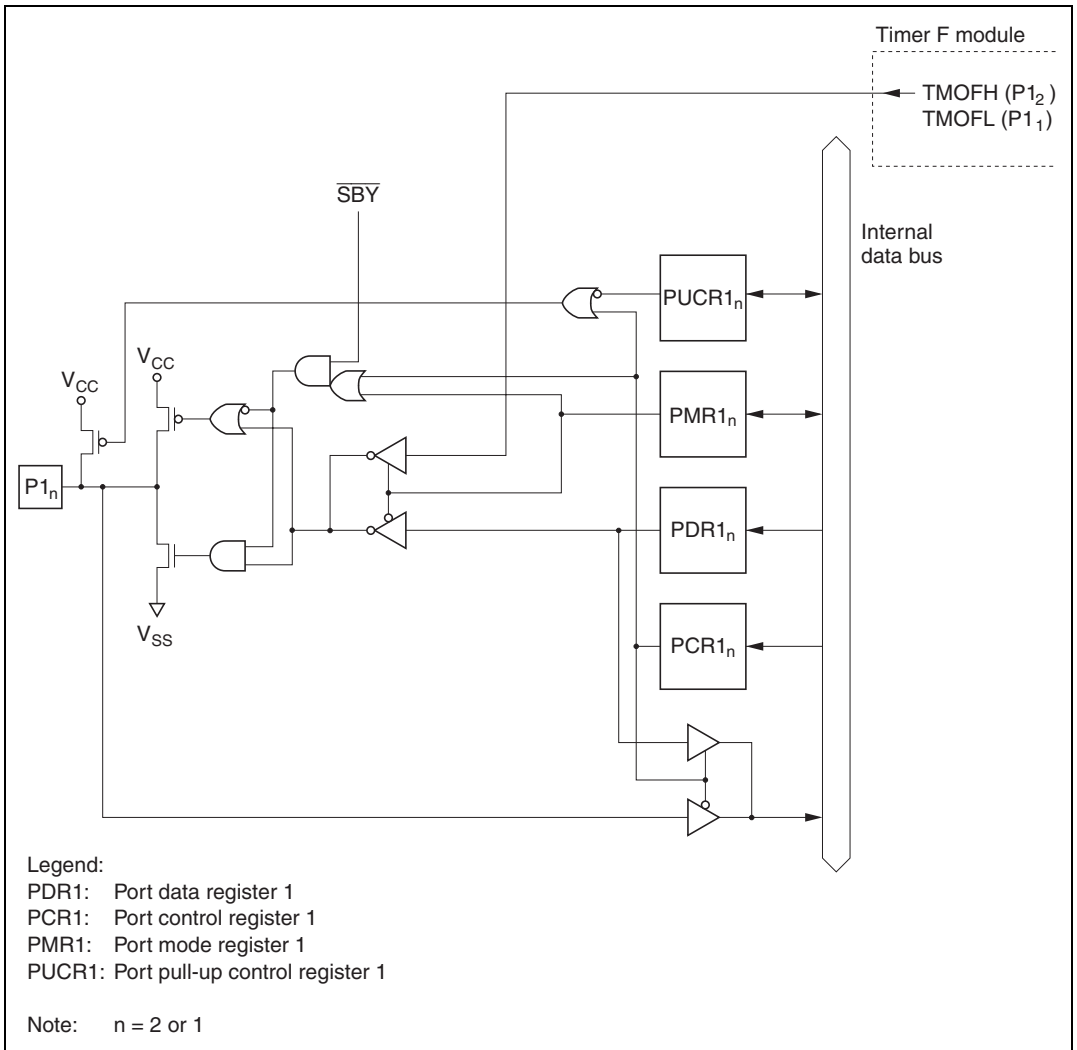 Timer F module
TMOFH (P1₂)
TMOFL (P1₁)
SBY
Internal
data bus
PUCR1ₙ
V_CC
V_CC
PMR1ₙ
P1ₙ
PDR1ₙ
V_SS
PCR1ₙ
Legend:
PDR1: Port data register 1
PCR1: Port control register 1
PMR1: Port mode register 1
PUCR1: Port pull-up control register 1
Note: n = 2 or 1